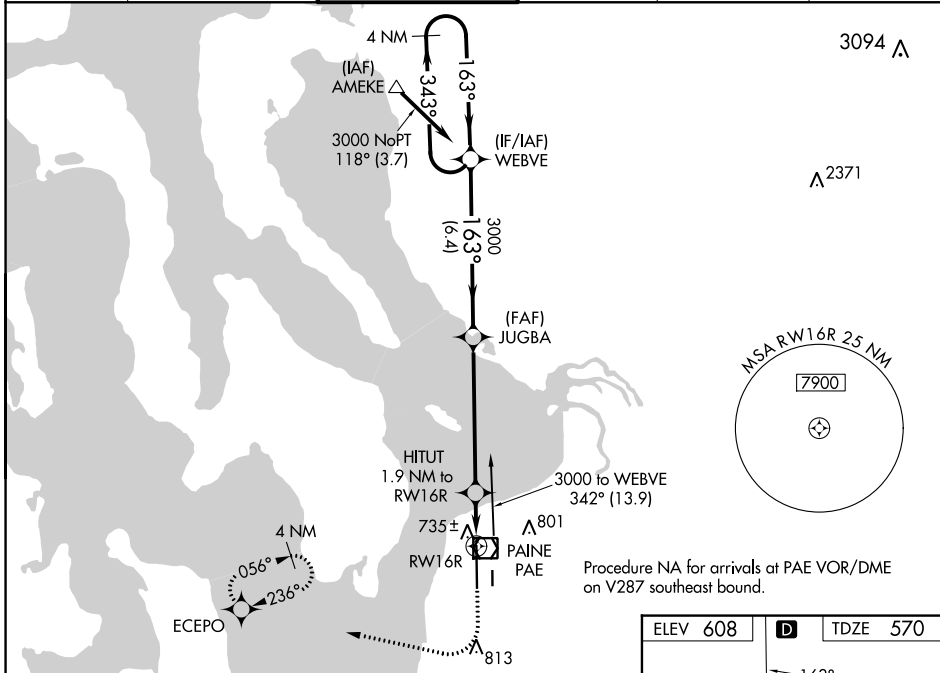 4 NM
3094
(IAF)
AMEKE
343°
163°
3000 NoPT
118° (3.7)
(IF/IAF)
WEBVE
2371
3000
163°
(6.4)
(FAF)
JUGBA
MSA RW16R 25 NM
7900
HITUT
1.9 NM to
RW16R
3000 to WEBVE
342° (13.9)
735±
801
RW16R
PAINE
PAE
4 NM
056°
236°
ECEPO
813
Procedure NA for arrivals at PAE VOR/DME
on V287 southeast bound.
ELEV 608
D
TDZE 570